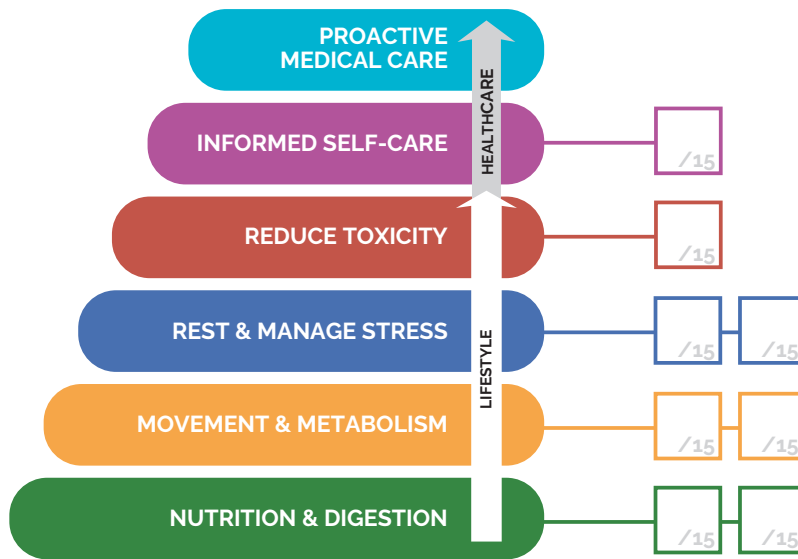 PROACTIVE
MEDICAL CARE
HEALTHCARE
INFORMED SELF-CARE
/15
REDUCE TOXICITY
/15
REST & MANAGE STRESS
/15
/15
LIFESTYLE
MOVEMENT & METABOLISM
/15
/15
NUTRITION & DIGESTION
/15
/15